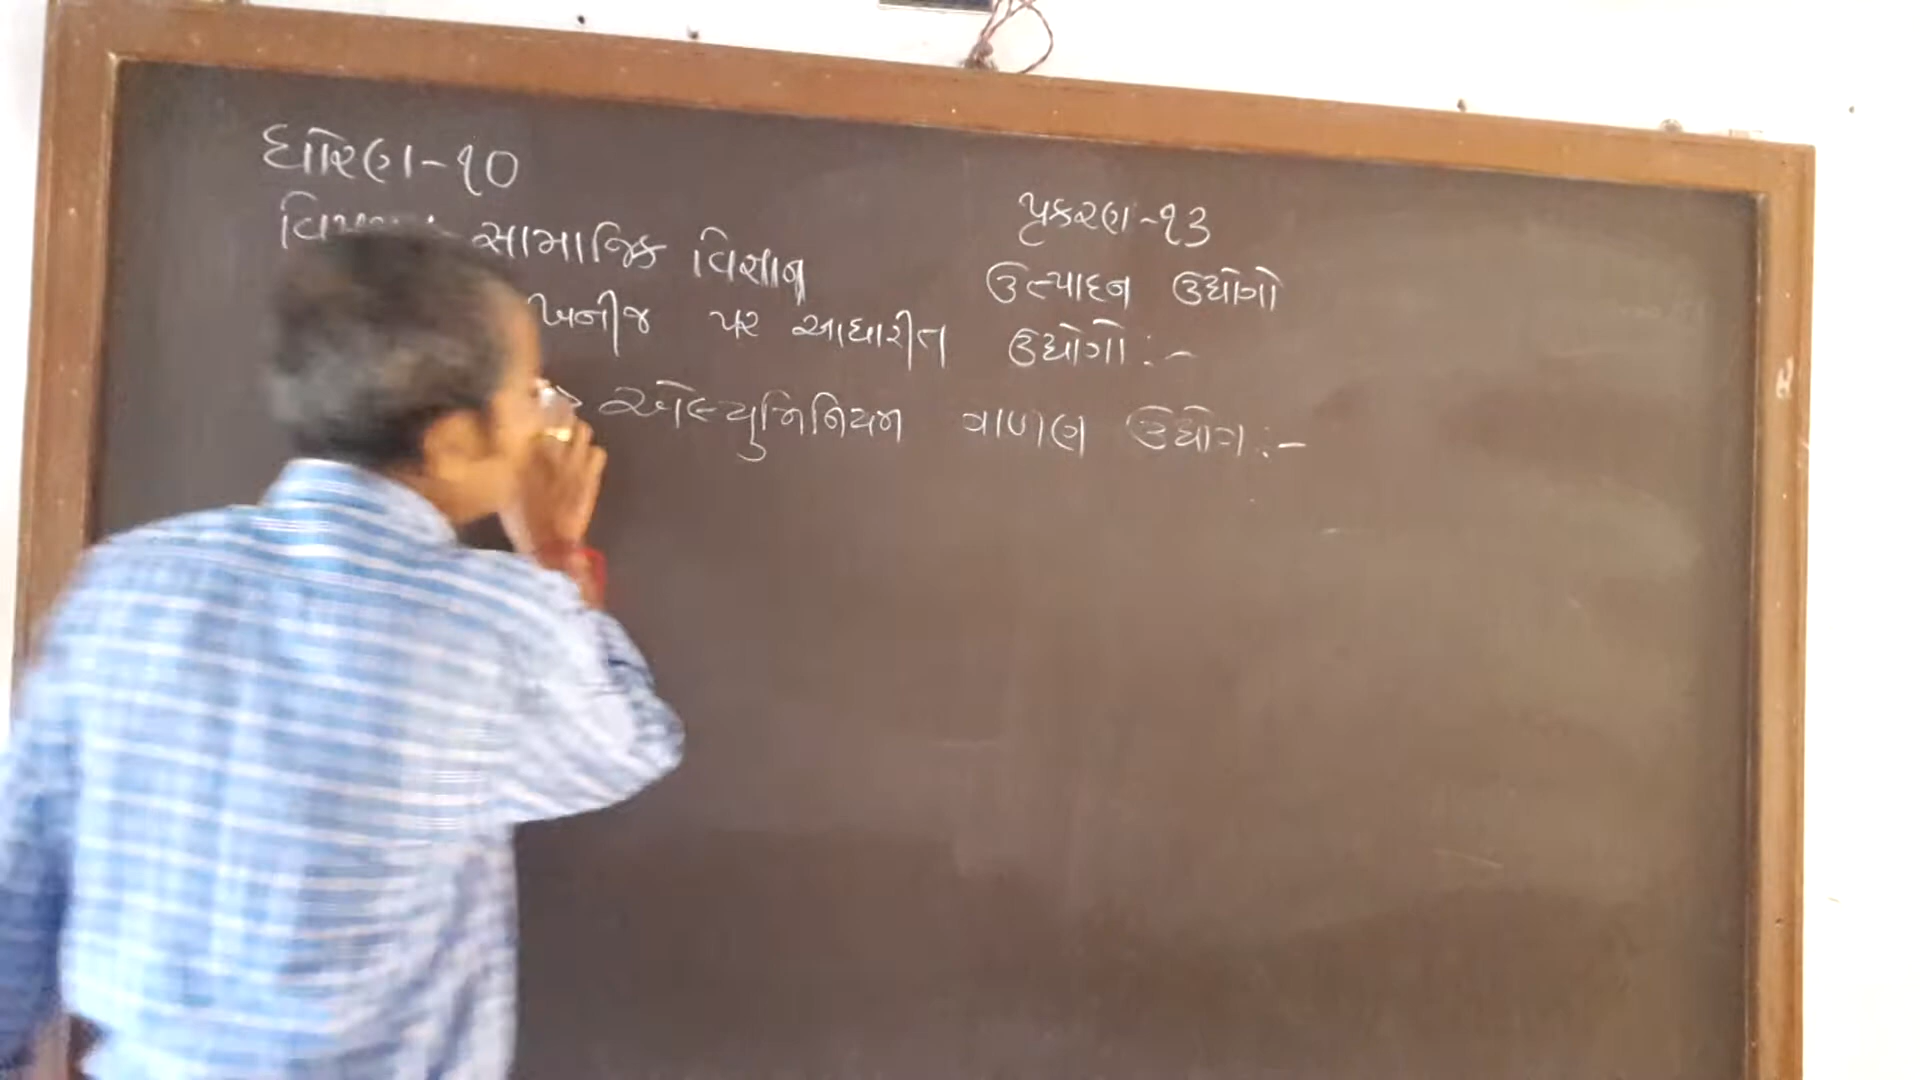 ધોરણ-૧૦
સામાજિક વિજ્ઞાન
પ્રકરણ-૧૩
ઉત્પાદન ઉદ્યોગો
ખનીજ પર આધારીત ઉદ્યોગો :-
→ એલ્યુમિનિયમ ગાળણ ઉદ્યોગ :-